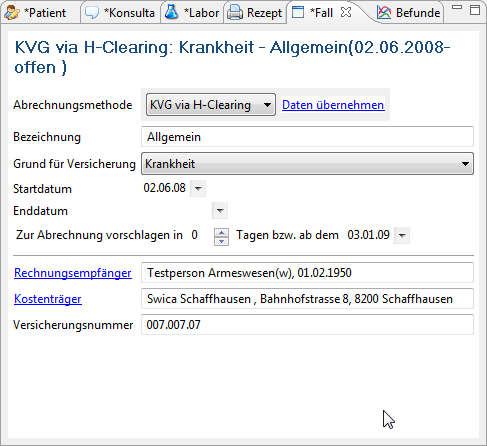 *Patient *Konsulta *Labor Rezept *Fall Befunde
KVG via H-Clearing: Krankheit - Allgemein(02.06.2008-
offen )
Abrechnungsmethode KVG via H-Clearing Daten übernehmen
Bezeichnung Allgemein
Grund für Versicherung Krankheit
Startdatum 02.06.08
Enddatum
Zur Abrechnung vorschlagen in 0 Tagen bzw. ab dem 03.01.09
Rechnungsempfänger Testperson Armeswesen(w), 01.02.1950
Kostenträger Swica Schaffhausen , Bahnhofstrasse 8, 8200 Schaffhausen
Versicherungsnummer 007.007.07